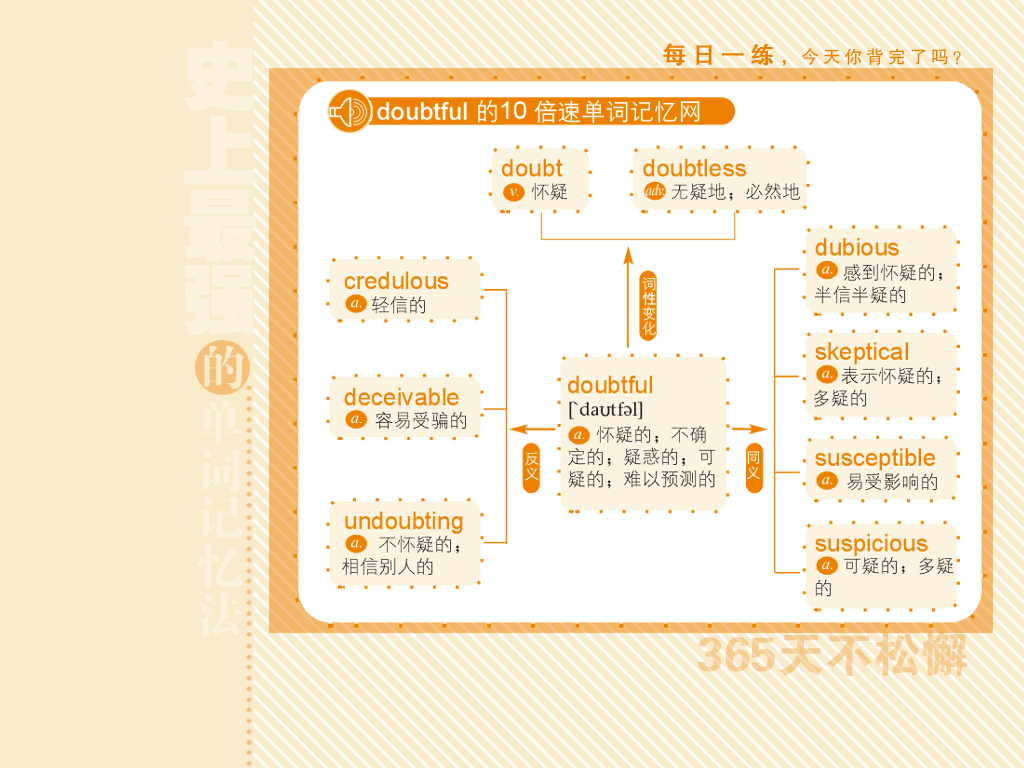 每日一练，今天你背完了吗？
doubtful 的10 倍速单词记忆网
doubt
v. 怀疑
doubtless
adv. 无疑地；必然地
词性变化
credulous
a. 轻信的
deceivable
a. 容易受骗的
undoubting
a. 不怀疑的；
相信别人的
反义
doubtful
[`daʊtfəl]
a. 怀疑的；不确
定的；疑惑的；可
疑的；难以预测的
同义
dubious
a. 感到怀疑的；
半信半疑的
skeptical
a. 表示怀疑的；
多疑的
susceptible
a. 易受影响的
suspicious
a. 可疑的；多疑
的
史上最强的单词记忆法
365天不松懈